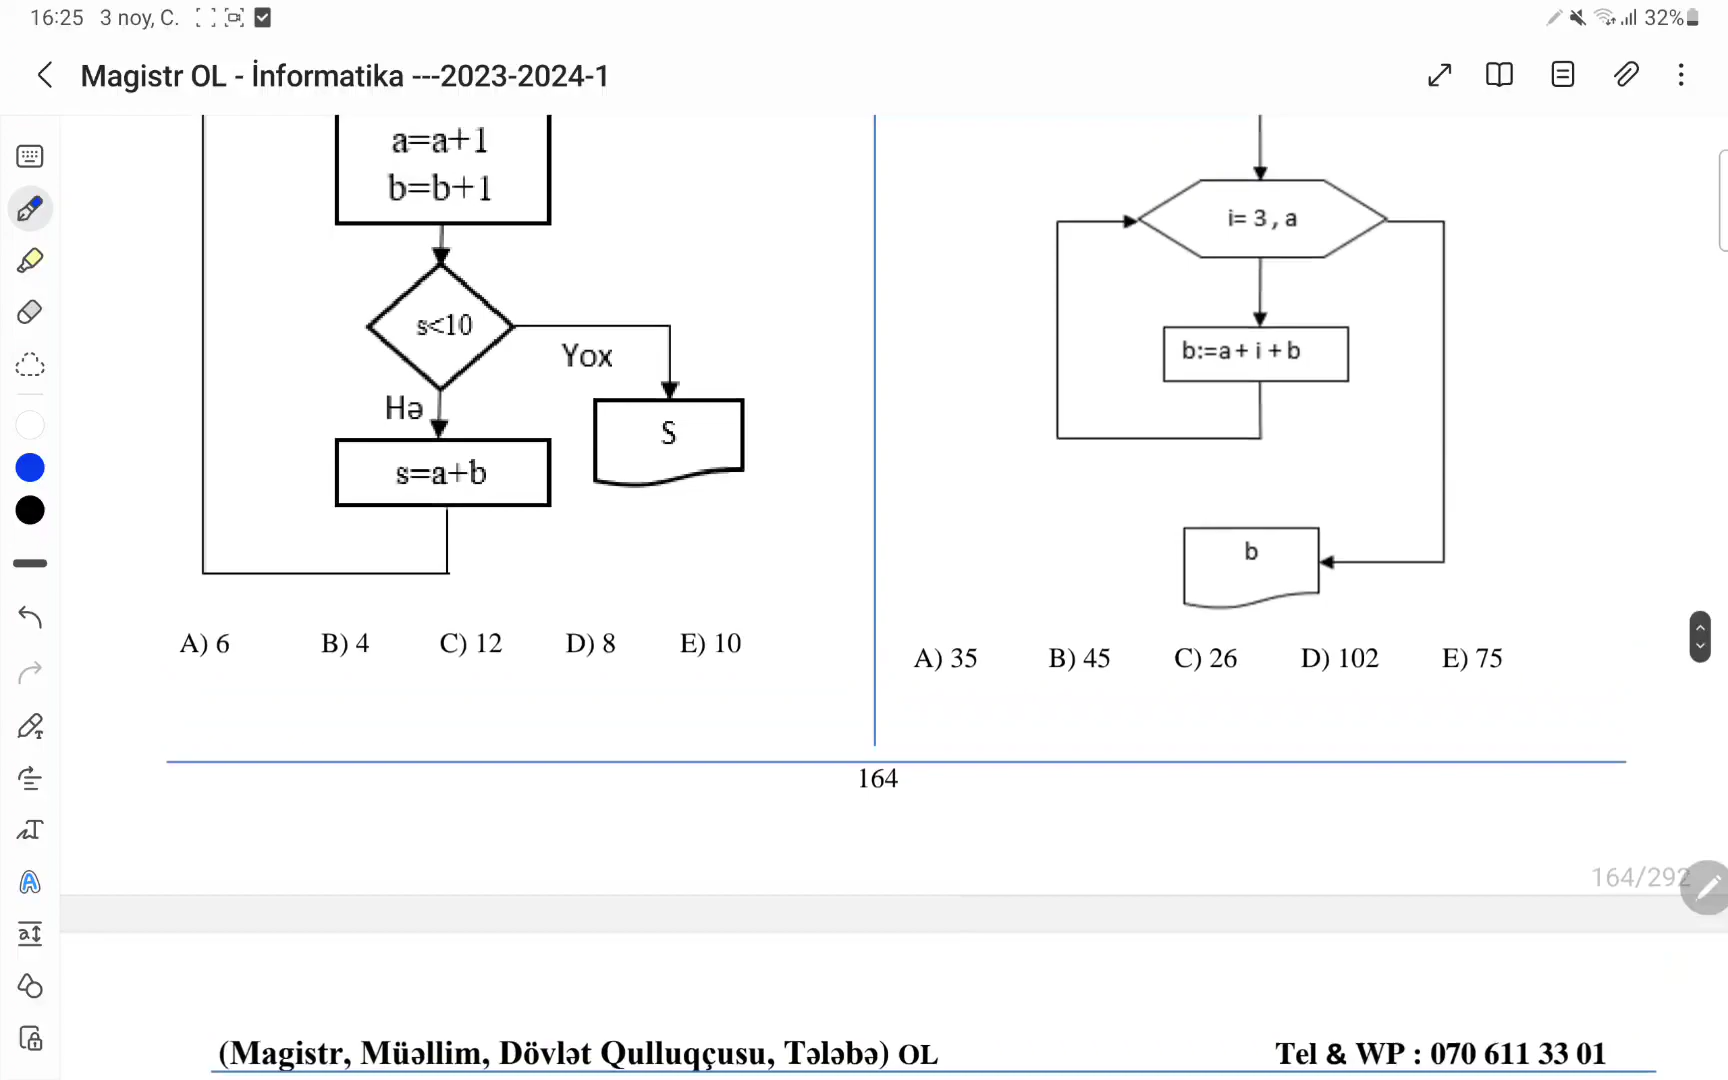 16:25 3 noy, C. 32%
Magistr OL - İnformatika ---2023-2024-1
a=a+1
b=b+1
s<10
Yox
Hə
S
s=a+b
A) 6 B) 4 C) 12 D) 8 E) 10
i= 3 , a
b:=a + i + b
b
A) 35 B) 45 C) 26 D) 102 E) 75
164
164/292
(Magistr, Müəllim, Dövlət Qulluqçusu, Tələbə) OL Tel & WP : 070 611 33 01